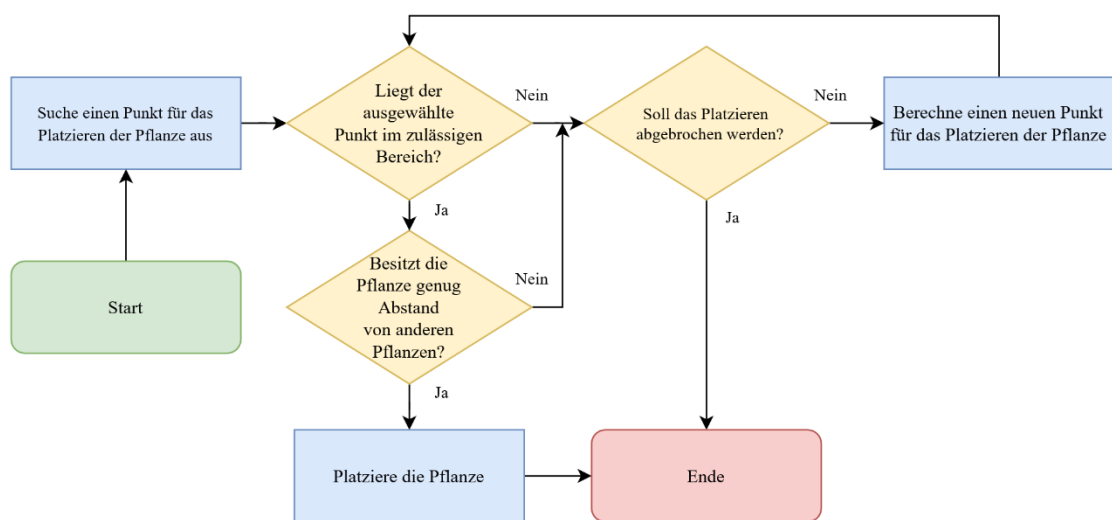 Suche einen Punkt für das
Platzieren der Pflanze aus
Liegt der
ausgewählte
Punkt im zulässigen
Bereich?
Nein
Soll das Platzieren
abgebrochen werden?
Nein
Berechne einen neuen Punkt
für das Platzieren der Pflanze
Ja
Ja
Start
Besitzt die
Pflanze genug
Abstand
von anderen
Pflanzen?
Nein
Ja
Platziere die Pflanze
Ende